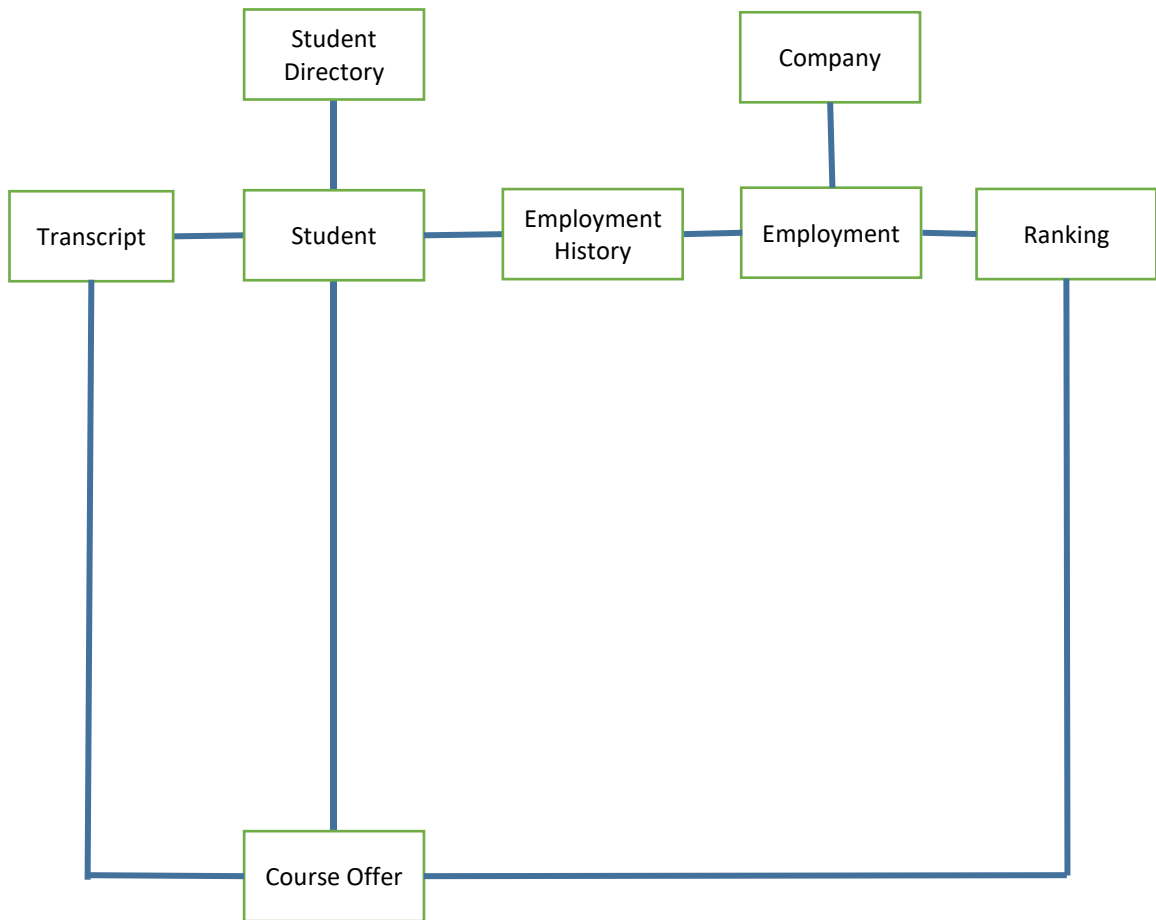 Student
Directory
Company
Transcript
Student
Employment
History
Employment
Ranking
Course Offer